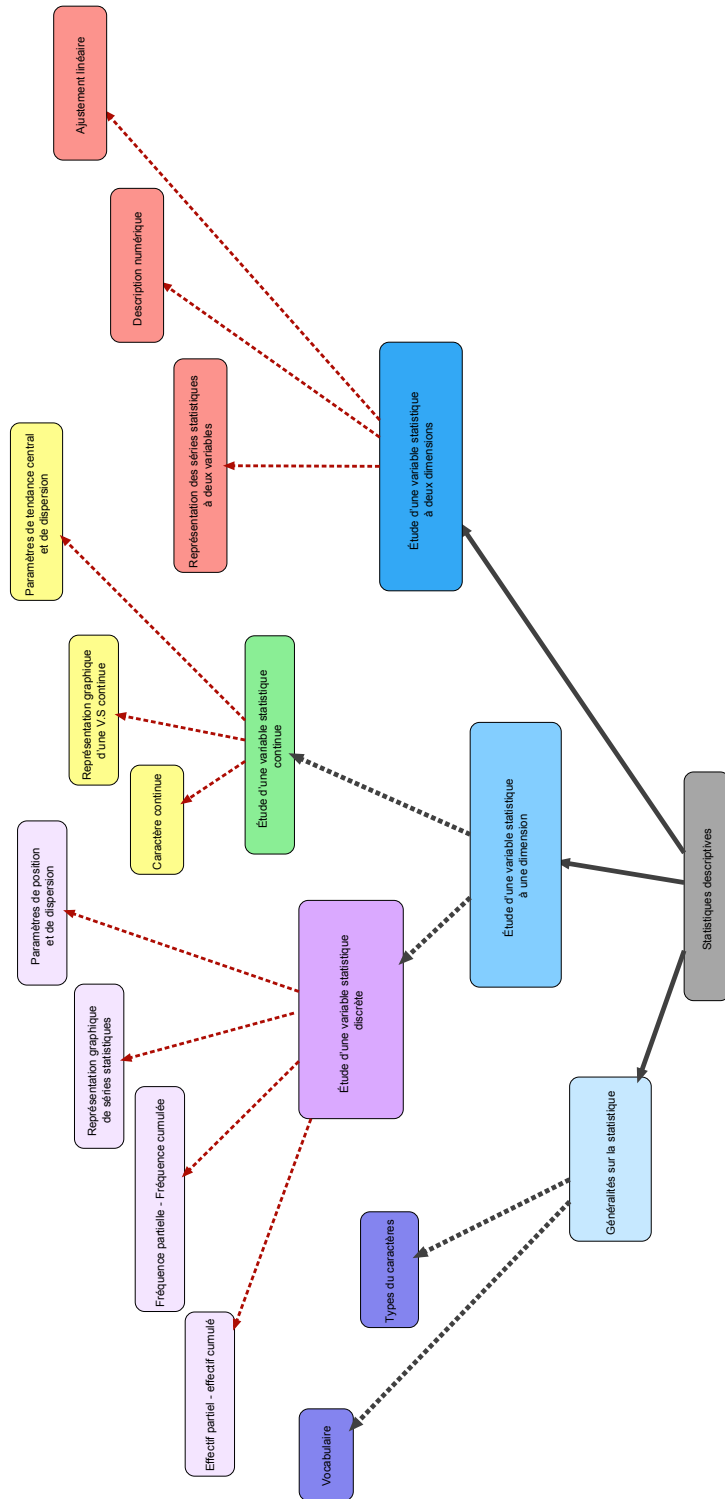 Statistiques descriptives
Généralités sur la statistique
Vocabulaire
Types du caractères
Étude d'une variable statistique
à une dimension
Étude d'une variable statistique
discrète
Effectif partiel - effectif cumulé
Fréquence partielle - Fréquence cumulée
Représentation graphique
de séries statistiques
Paramètres de position
et de dispersion
Étude d'une variable statistique
continue
Caractère continue
Représentation graphique
d'une V.S continue
Paramètres de tendance central
et de dispersion
Étude d'une variable statistique
à deux dimensions
Représentation des séries statistiques
à deux variables
Description numérique
Ajustement linéaire